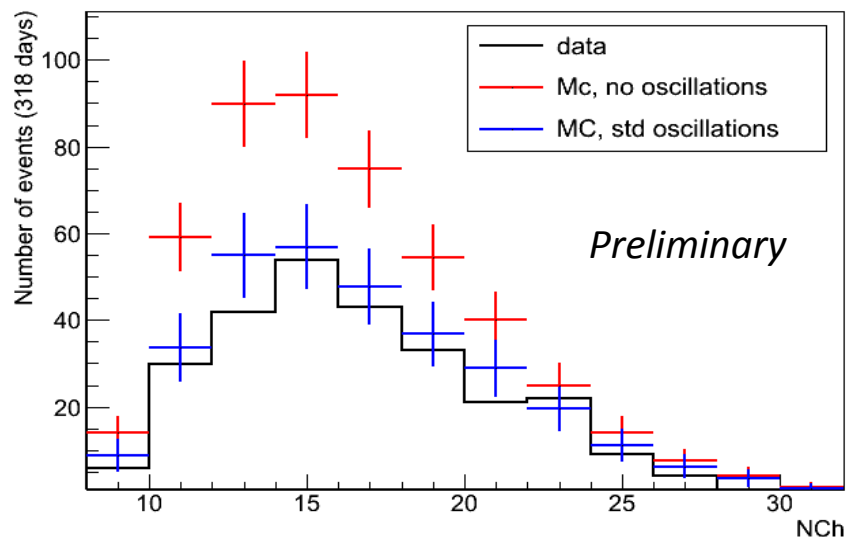 Number of events (318 days)
100
80
60
40
20
data
Mc, no oscillations
MC, std oscillations
Preliminary
10 15 20 25 30
NCh